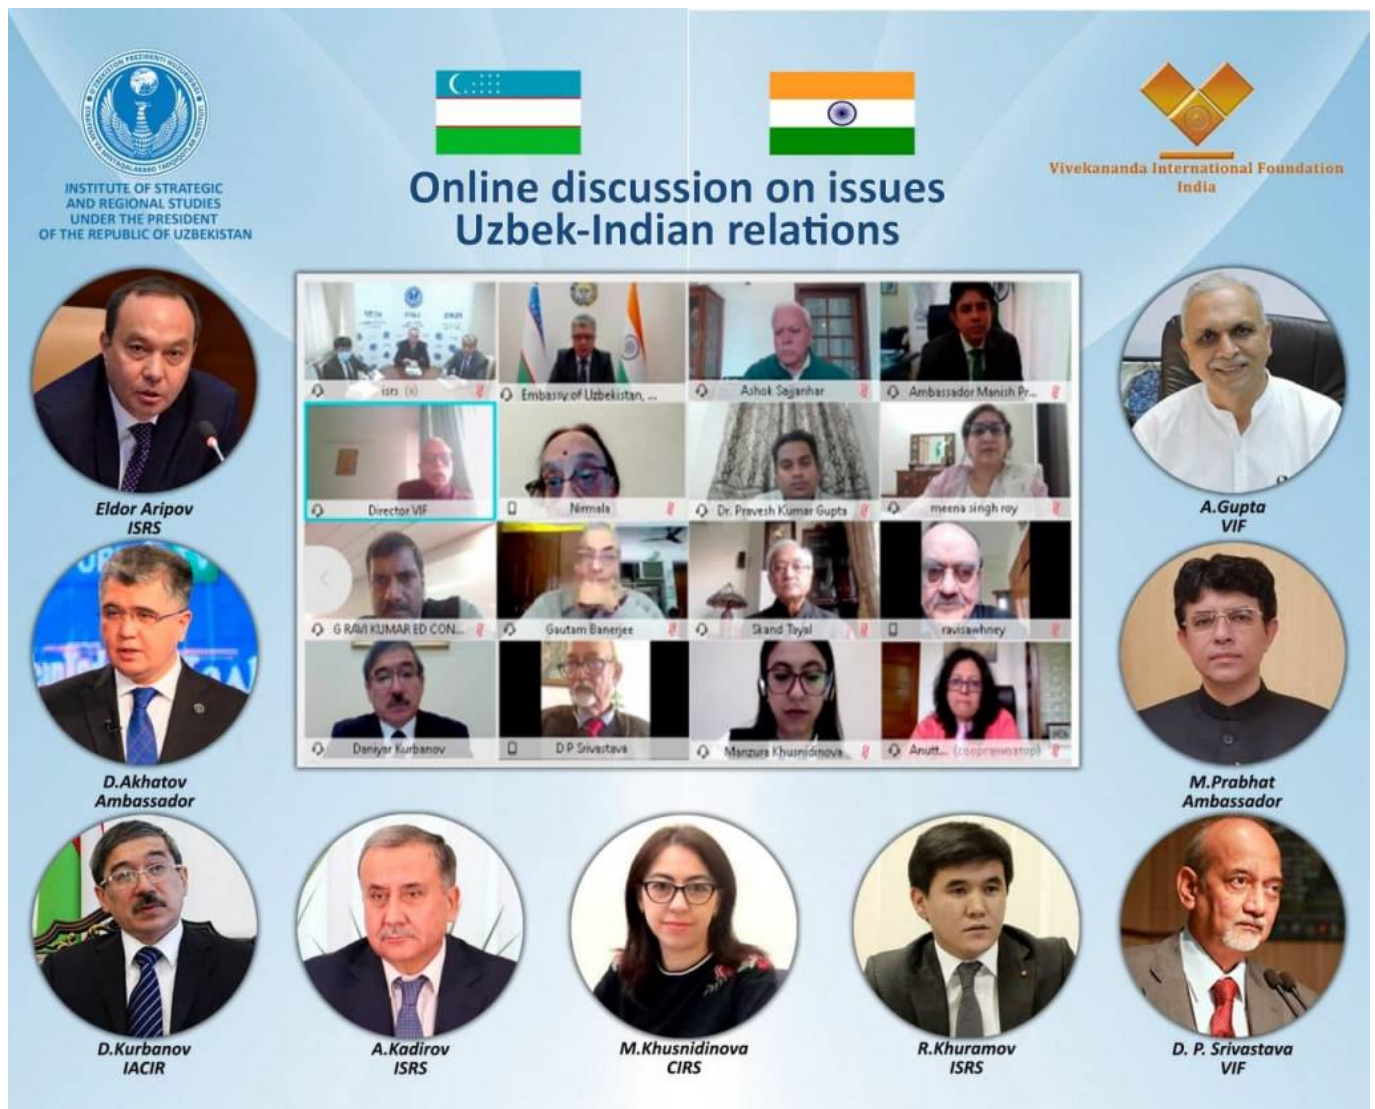 INSTITUTE OF STRATEGIC
AND REGIONAL STUDIES
UNDER THE PRESIDENT
OF THE REPUBLIC OF UZBEKISTAN
Vivekananda International Foundation
India
Online discussion on issues
Uzbek-Indian relations
Eldor Aripov
ISRS
D.Akhatov
Ambassador
isrs (я)
Embassy of Uzbekistan, ...
Ashok Sajjanhar
Ambassador Manish Pr...
Director VIF
Nirmala
Dr. Pravesh Kumar Gupta
meena singh roy
G RAVI KUMAR ED CON...
Gautam Banerjee
Skand Tayal
ravisawhney
Daniyar Kurbanov
D P Srivastava
Manzura Khusnidinova
Anutt... (соорганизатор)
A.Gupta
VIF
M.Prabhat
Ambassador
D.Kurbanov
IACIR
A.Kadirov
ISRS
M.Khusnidinova
CIRS
R.Khuramov
ISRS
D. P. Srivastava
VIF